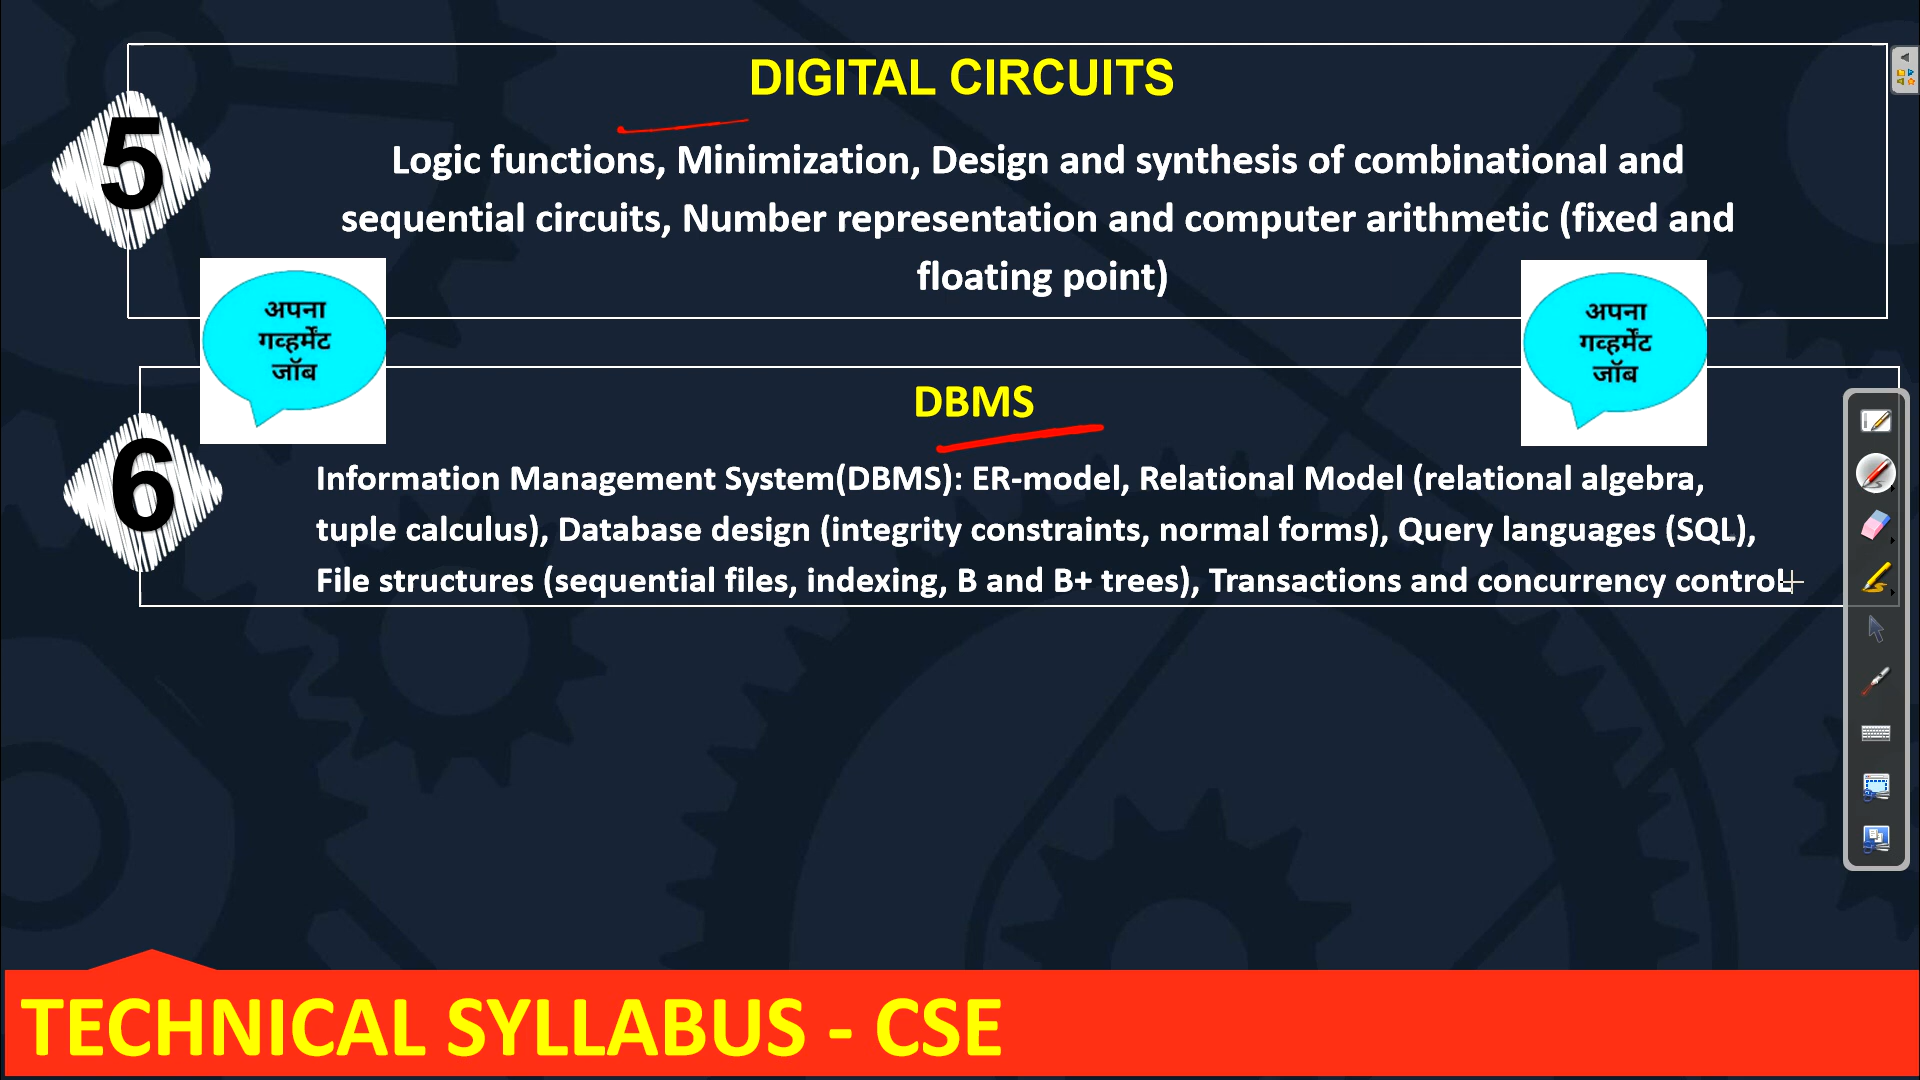 DIGITAL CIRCUITS
5
Logic functions, Minimization, Design and synthesis of combinational and
sequential circuits, Number representation and computer arithmetic (fixed and
floating point)
अपना
गव्हर्मेंट
जॉब
अपना
गव्हर्मेंट
जॉब
DBMS
6
Information Management System(DBMS): ER-model, Relational Model (relational algebra,
tuple calculus), Database design (integrity constraints, normal forms), Query languages (SQL),
File structures (sequential files, indexing, B and B+ trees), Transactions and concurrency control
TECHNICAL SYLLABUS - CSE